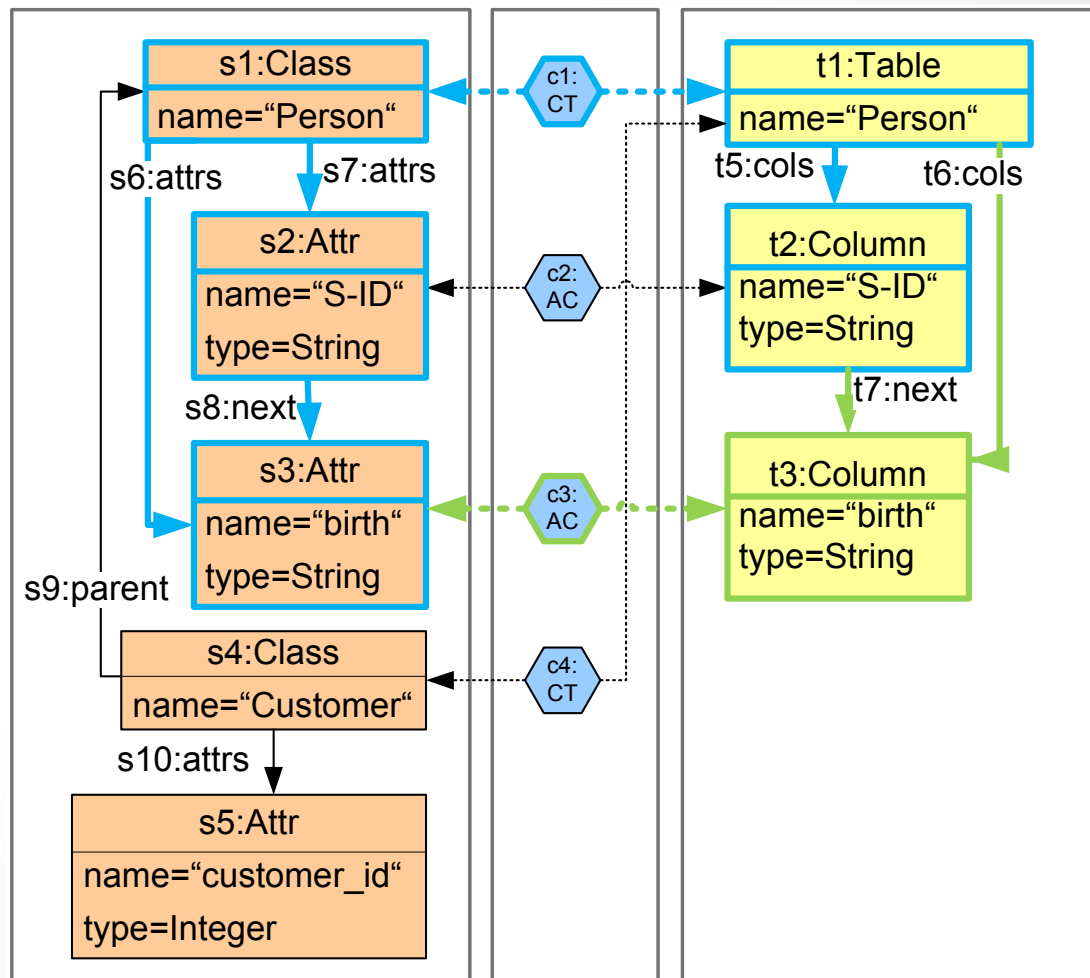 s1:Class
name=“Person“
s6:attrs
s7:attrs
s2:Attr
name=“S-ID“
type=String
s8:next
s3:Attr
name=“birth“
type=String
s9:parent
s4:Class
name=“Customer“
s10:attrs
s5:Attr
name=“customer_id“
type=Integer
c1:
CT
c2:
AC
c3:
AC
c4:
CT
t1:Table
name=“Person“
t5:cols
t6:cols
t2:Column
name=“S-ID“
type=String
t7:next
t3:Column
name=“birth“
type=String